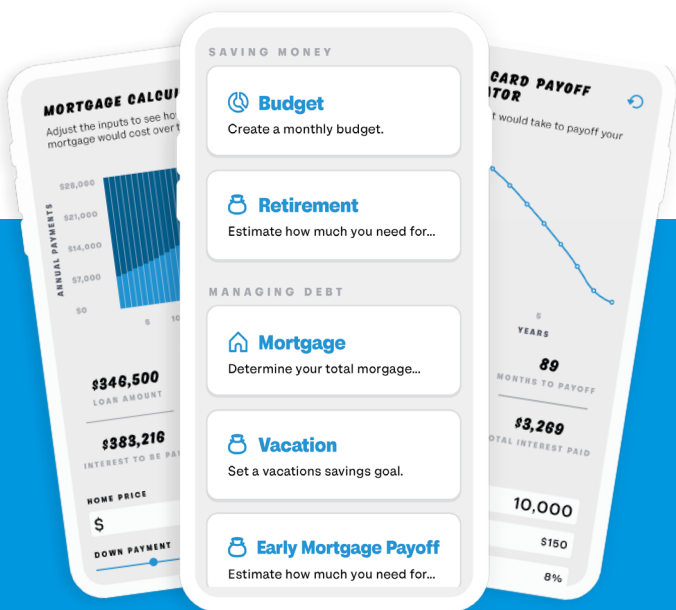 MORTGAGE CALCU
Adjust the inputs to see ho
mortgage would cost over t
ANNUAL PAYMENTS
$28,000
$21,000
$14,000
$7,000
$0
5
10
$346,500
LOAN AMOUNT
$383,216
INTEREST TO BE PAI
HOME PRICE
$
DOWN PAYMENT
SAVING MONEY
Budget
Create a monthly budget.
Retirement
Estimate how much you need for...
MANAGING DEBT
Mortgage
Determine your total morgage...
Vacation
Set a vacations savings goal.
Early Mortgage Payoff
Estimate how much you need for...
CARD PAYOFF
ATOR
t would take to payoff your
YEARS
89
MONTHS TO PAYOFF
$3,269
OTAL INTEREST PAID
10,000
$150
8%